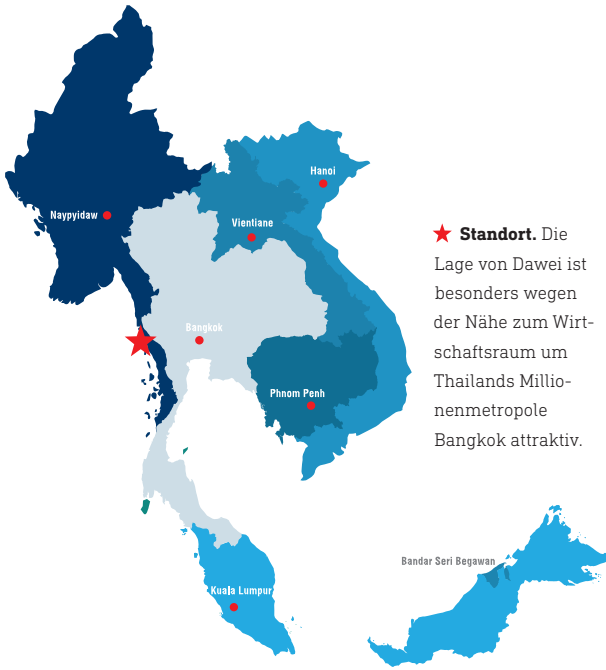 Hanoi
Naypyidaw
Vientiane
★ Standort. Die
Lage von Dawei ist
besonders wegen
der Nähe zum Wirt-
schaftsraum um
Thailands Millio-
nenmetropole
Bangkok attraktiv.
Bangkok
Phnom Penh
Bandar Seri Begawan
Kuala Lumpur